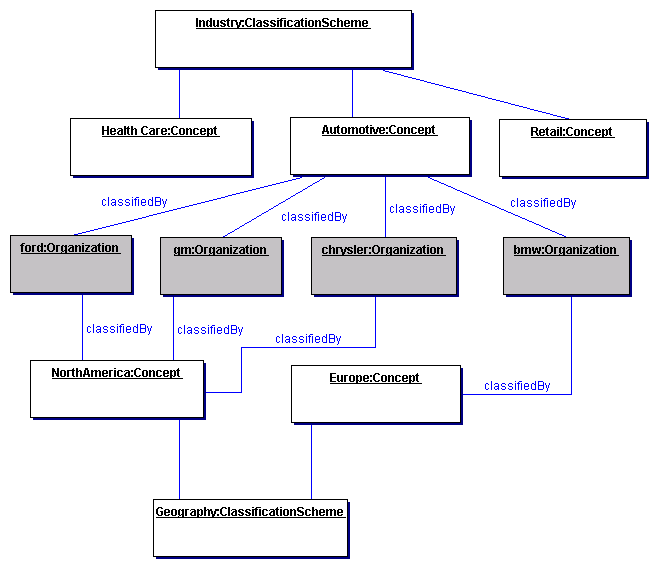 Industry:ClassificationScheme
Health Care:Concept
Automotive:Concept
Retail:Concept
classifiedBy
classifiedBy
classifiedBy
classifiedBy
ford:Organization
gm:Organization
chrysler:Organization
bmw:Organization
classifiedBy
classifiedBy
classifiedBy
NorthAmerica:Concept
Europe:Concept
classifiedBy
Geography:ClassificationScheme